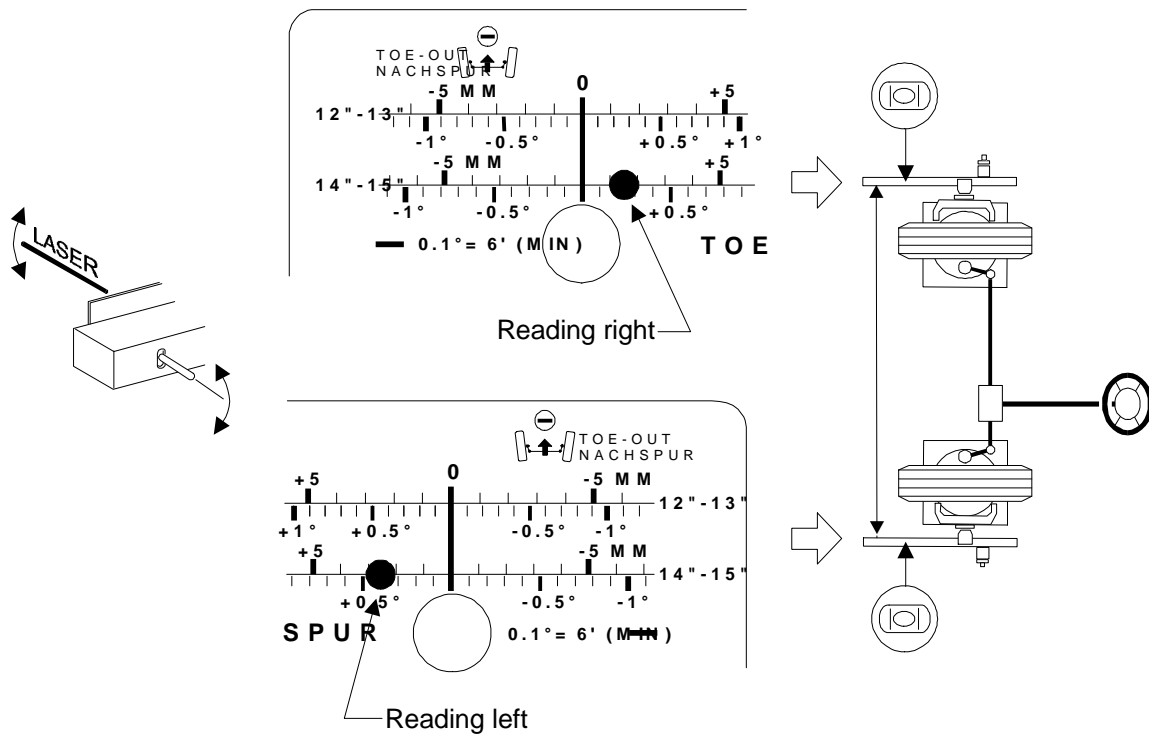 TOE-OUT
NACHSPUR
-5 MM 0 +5
12"-13"
-1° -0.5° +0.5° +1°
-5 MM +5
14"-15"
-1° -0.5° +0.5°
0.1°= 6' (MIN) TOE
LASER
Reading right
TOE-OUT
NACHSPUR
+5 0 -5 MM
12"-13"
+1° +0.5° -0.5° -1°
+5 -5 MM
14"-15"
+0.5° -0.5° -1°
SPUR 0.1°= 6' (MIN)
Reading left